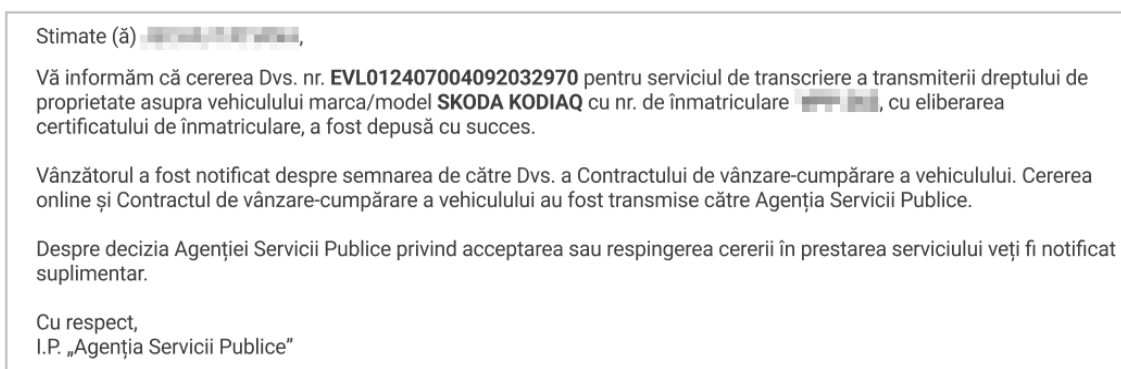 Stimate (ă) ,
Vă informăm că cererea Dvs. nr. EVL012407004092032970 pentru serviciul de transcriere a transmiterii dreptului de
proprietate asupra vehiculului marca/model SKODA KODIAQ cu nr. de înmatriculare , cu eliberarea
certificatului de înmatriculare, a fost depusă cu succes.
Vânzătorul a fost notificat despre semnarea de către Dvs. a Contractului de vânzare-cumpărare a vehiculului. Cererea
online și Contractul de vânzare-cumpărare a vehiculului au fost transmise către Agenția Servicii Publice.
Despre decizia Agenției Servicii Publice privind acceptarea sau respingerea cererii în prestarea serviciului veți fi notificat
suplimentar.
Cu respect,
I.P. „Agenția Servicii Publice”